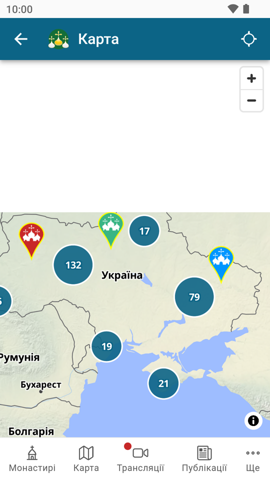 10:00
Карта
+
−
17
132
Україна
79
19
Румунія
21
Бухарест
Болгарія
Монастирі
Карта
Трансляції
Публікації
Ще